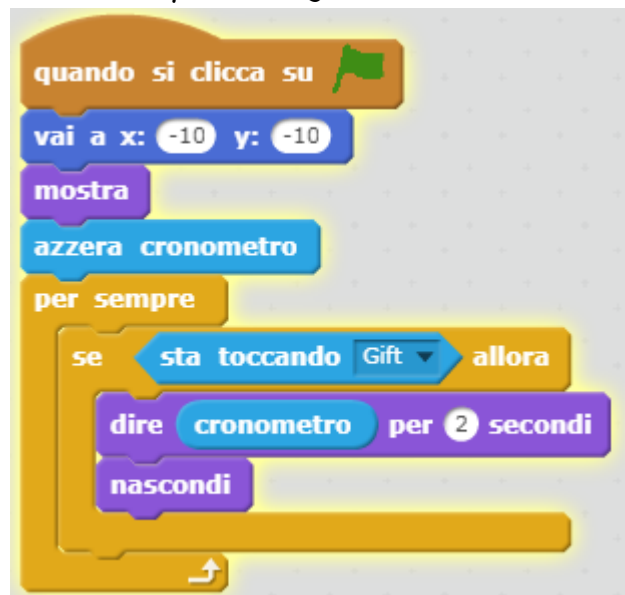 quando si clicca su
vai a x: -10 y: -10
mostra
azzera cronometro
per sempre
se sta toccando Gift allora
dire cronometro per 2 secondi
nascondi